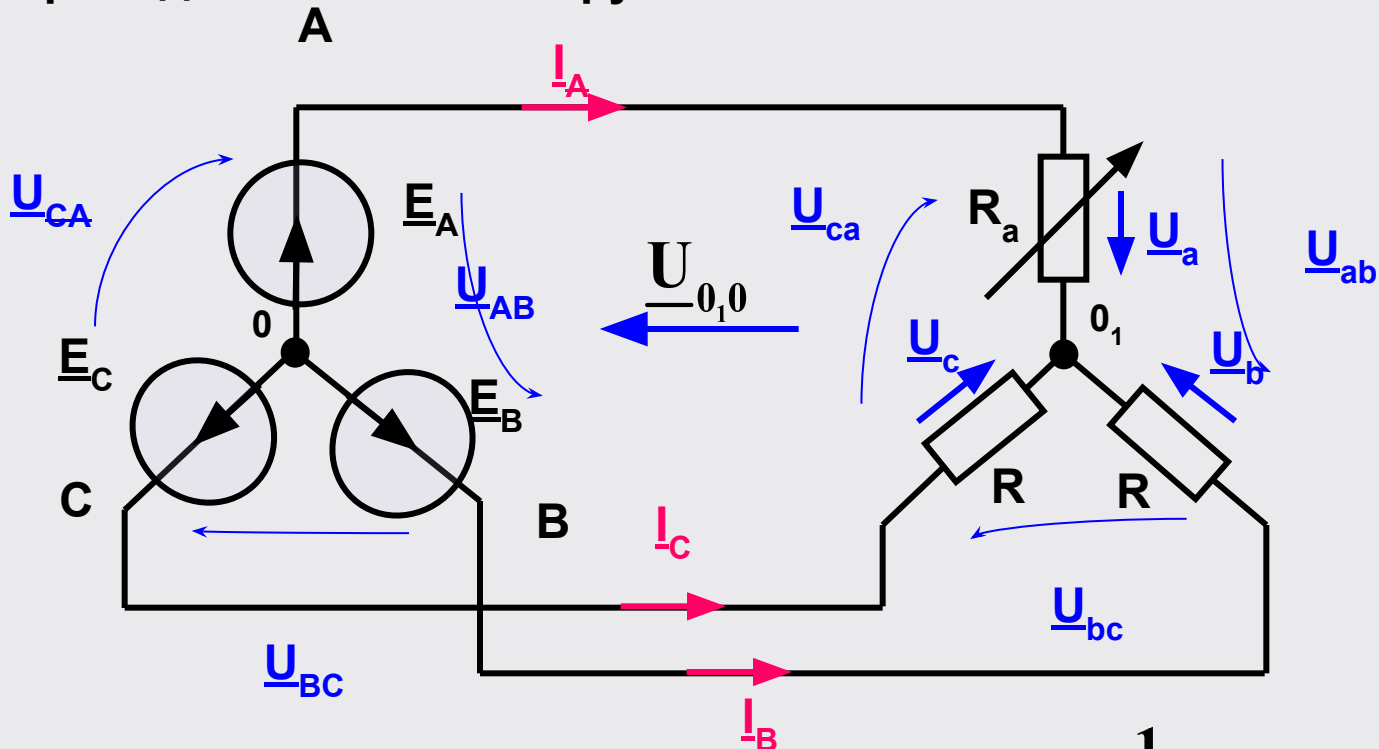 A
I_A
U_CA
E_A
U_AB
U_0₁0
U_ca
R_a
U_a
U_ab
0
0₁
E_C
E_B
U_c
U_b
C
B
R
R
I_C
U_bc
U_BC
I_B